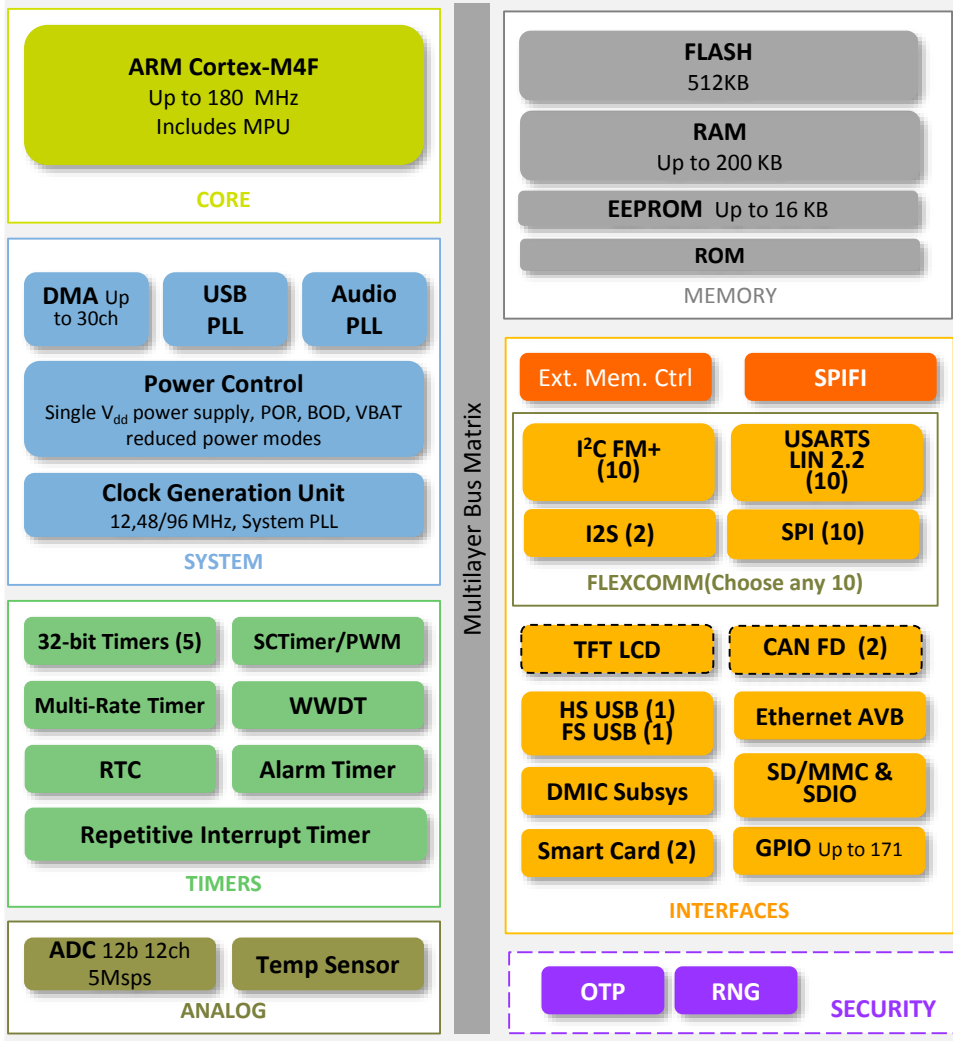 ARM Cortex-M4F
Up to 180 MHz
Includes MPU
CORE
DMA Up
to 30ch
USB
PLL
Audio
PLL
Power Control
Single Vdd power supply, POR, BOD, VBAT
reduced power modes
Clock Generation Unit
12,48/96 MHz, System PLL
SYSTEM
32-bit Timers (5)
SCTimer/PWM
Multi-Rate Timer
WWDT
RTC
Alarm Timer
Repetitive Interrupt Timer
TIMERS
ADC 12b 12ch
5Msps
Temp Sensor
ANALOG
Multilayer Bus Matrix
FLASH
512KB
RAM
Up to 200 KB
EEPROM Up to 16 KB
ROM
MEMORY
Ext. Mem. Ctrl
SPIFI
I²C FM+
(10)
USARTS
LIN 2.2
(10)
I2S (2)
SPI (10)
FLEXCOMM(Choose any 10)
TFT LCD
CAN FD (2)
HS USB (1)
FS USB (1)
Ethernet AVB
DMIC Subsys
SD/MMC &
SDIO
Smart Card (2)
GPIO Up to 171
INTERFACES
OTP
RNG
SECURITY